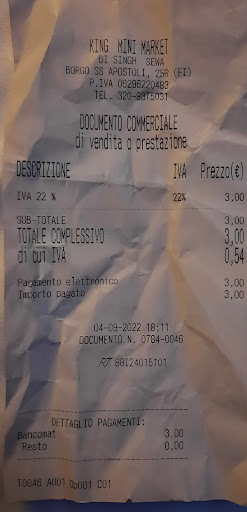 KING MINI MARKET
DI SINGH SEWA
BORGO SS APOSTOLI, 25R (FI)
P.IVA 06296220483
TEL. 320-9375031
DOCUMENTO COMMERCIALE
di vendita o prestazione
DESCRIZIONE IVA Prezzo(€)
IVA 22 % 22% 3,00
SUB-TOTALE 3,00
TOTALE COMPLESSIVO 3,00
di cui IVA 0,54
Pagamento elettronico 3,00
Importo pagato 3,00
04-09-2022 18:11
DOCUMENTO N. 0784-0046
RT 88I24015101
DETTAGLIO PAGAMENTI:
Bancomat 3,00
Resto 0,00
T0046 A001 Op001 C01